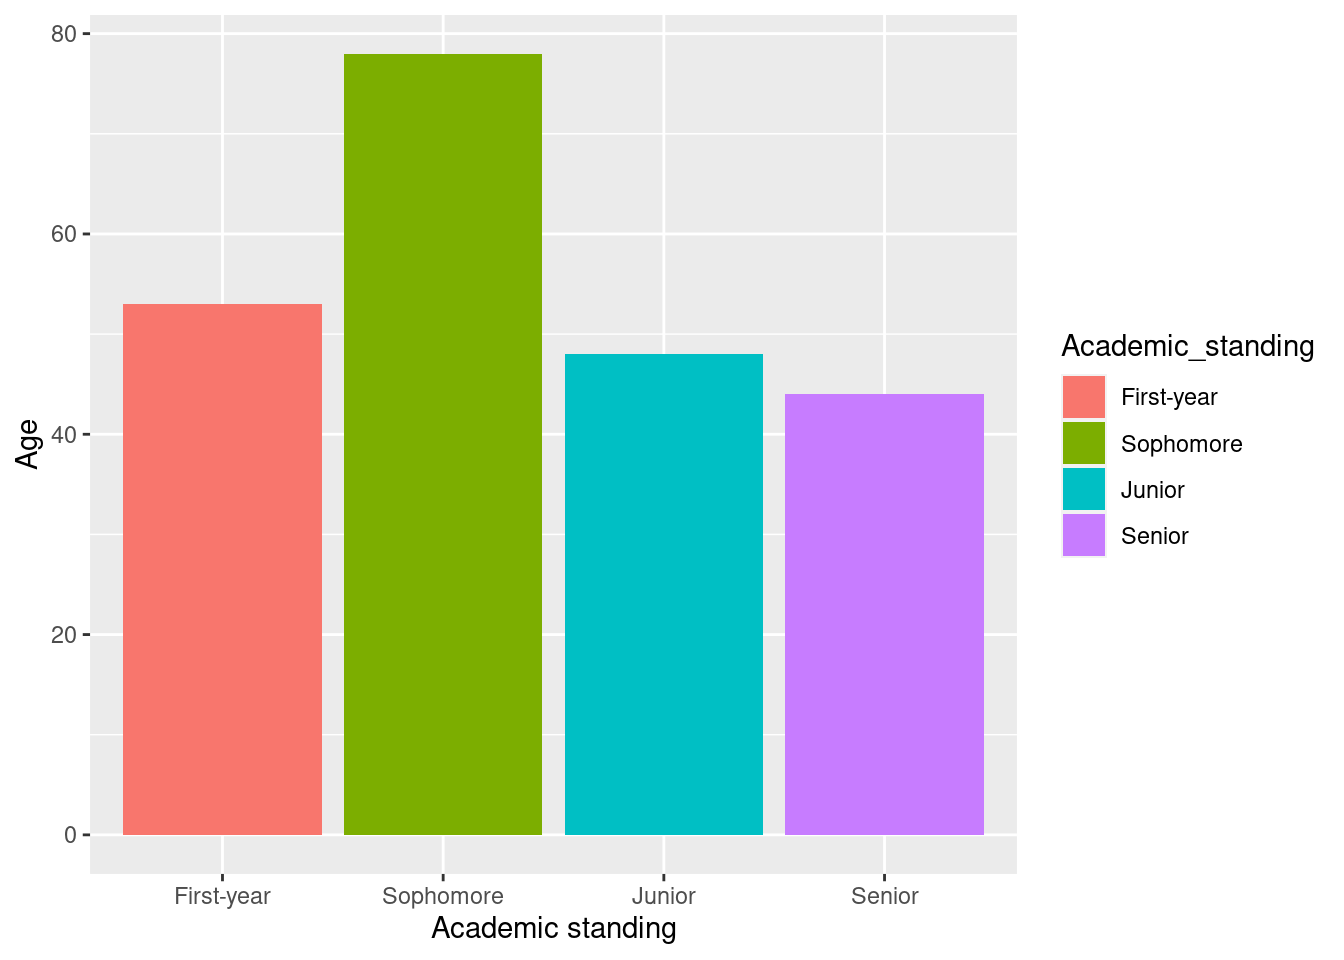 80
60
40
20
0
Age
First-year
Sophomore
Junior
Senior
Academic standing
Academic_standing
First-year
Sophomore
Junior
Senior